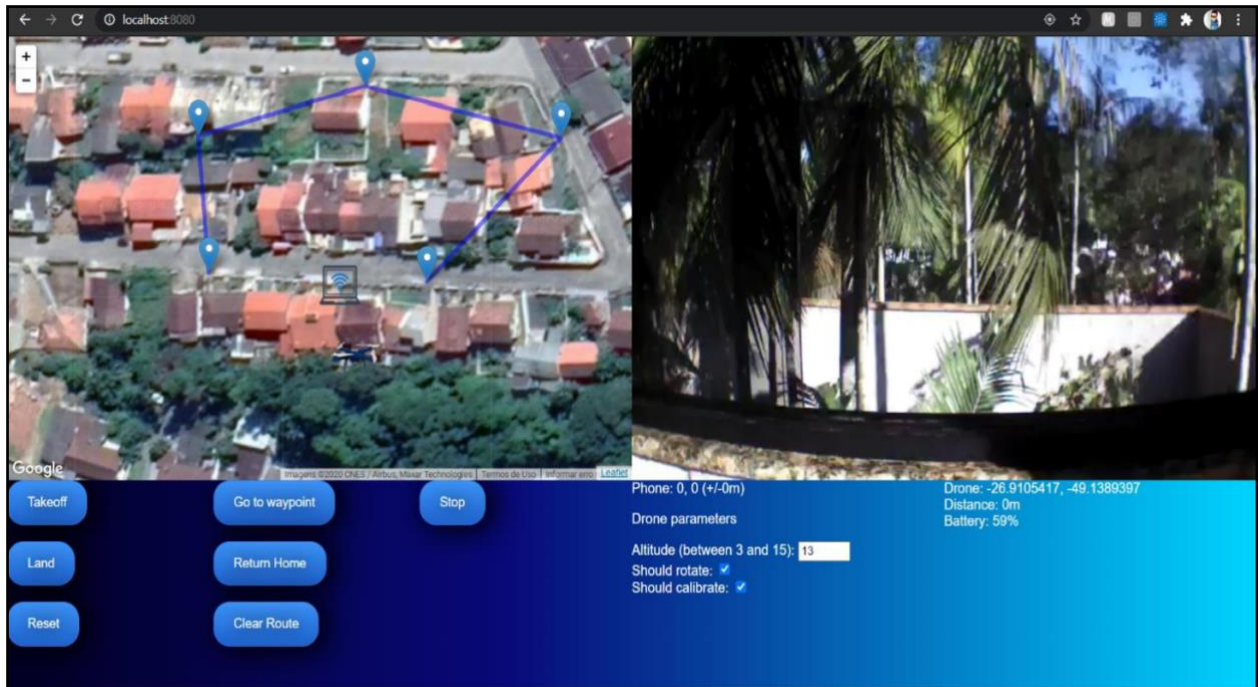 localhost:8080
+
−
Google
Imagens ©2020 CNES / Airbus, Maxar Technologies | Termos de Uso | Informar erro
Leaflet
Takeoff
Go to waypoint
Stop
Land
Return Home
Reset
Clear Route
Phone: 0, 0 (+/-0m)
Drone parameters
Altitude (between 3 and 15): 13
Should rotate:
Should calibrate:
Drone: -26.9105417, -49.1389397
Distance: 0m
Battery: 59%